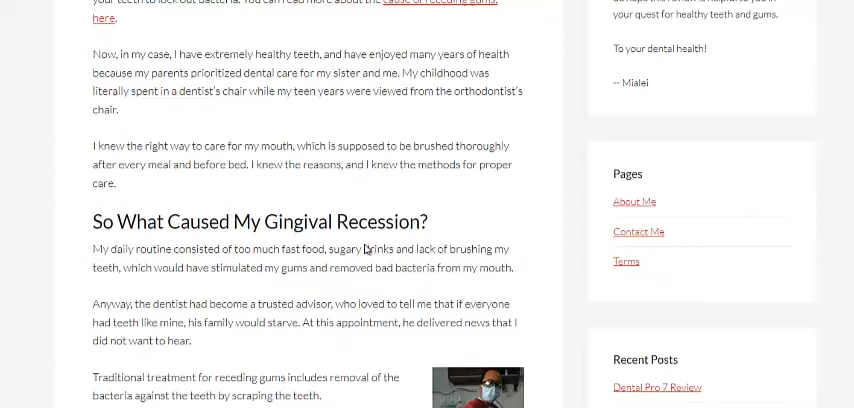 your teeth to lock out bacteria. You can read more about the cause of receding gums,
here.
Now, in my case, I have extremely healthy teeth, and have enjoyed many years of health
because my parents prioritized dental care for my sister and me. My childhood was
literally spent in a dentist's chair while my teen years were viewed from the orthodontist's
chair.
I knew the right way to care for my mouth, which is supposed to be brushed thoroughly
after every meal and before bed. I knew the reasons, and I knew the methods for proper
care.
So What Caused My Gingival Recession?
My daily routine consisted of too much fast food, sugary drinks and lack of brushing my
teeth, which would have stimulated my gums and removed bad bacteria from my mouth.
Anyway, the dentist had become a trusted advisor, who loved to tell me that if everyone
had teeth like mine, his family would starve. At this appointment, he delivered news that I
did not want to hear.
Traditional treatment for receding gums includes removal of the
bacteria against the teeth by scraping the teeth.
your quest for healthy teeth and gums.
To your dental health!
-- Mialei
Pages
About Me
Contact Me
Terms
Recent Posts
Dental Pro 7 Review